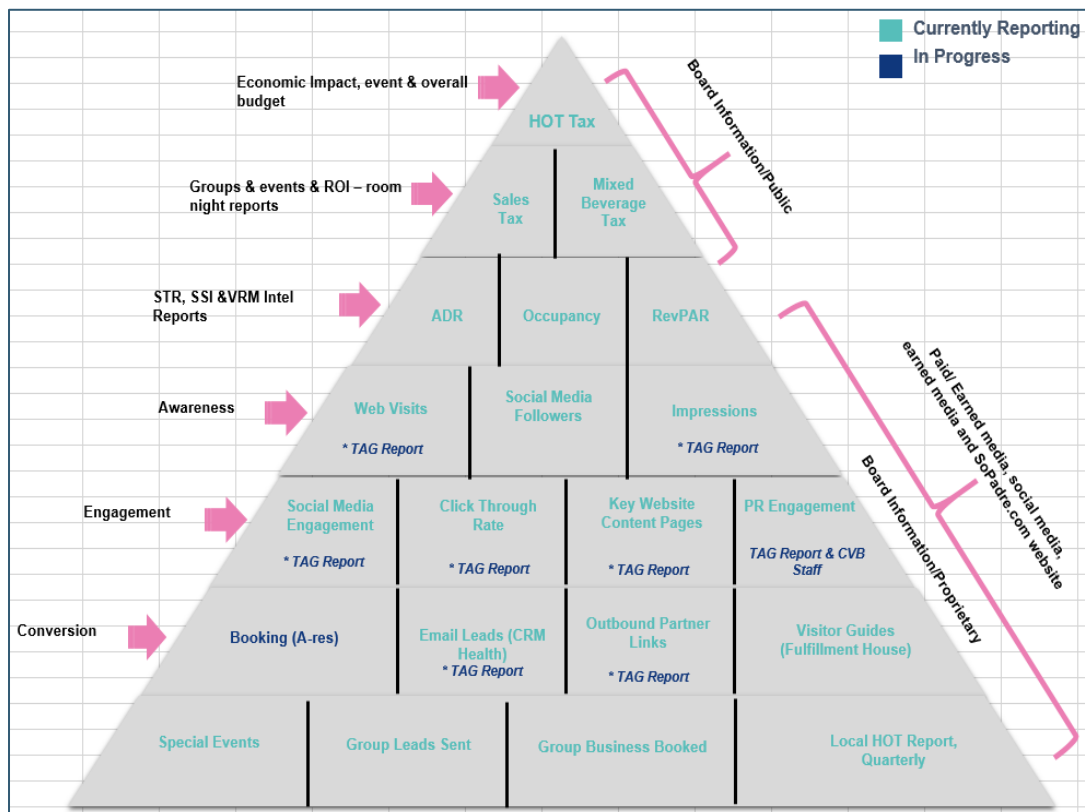 Currently Reporting
In Progress
Economic Impact, event & overall
budget
HOT Tax
Board Information/Public
Groups & events & ROI – room
night reports
Sales
Tax
Mixed
Beverage
Tax
STR, SSI &VRM Intel
Reports
ADR
Occupancy
RevPAR
Paid/ Earned media, social media,
earned media and SoPadre.com website
Board Information/Proprietary
Awareness
Web Visits
* TAG Report
Social Media
Followers
Impressions
* TAG Report
Engagement
Social Media
Engagement
* TAG Report
Click Through
Rate
* TAG Report
Key Website
Content Pages
* TAG Report
PR Engagement
TAG Report & CVB
Staff
Conversion
Booking (A-res)
Email Leads (CRM
Health)
* TAG Report
Outbound Partner
Links
* TAG Report
Visitor Guides
(Fulfillment House)
Special Events
Group Leads Sent
Group Business Booked
Local HOT Report,
Quarterly